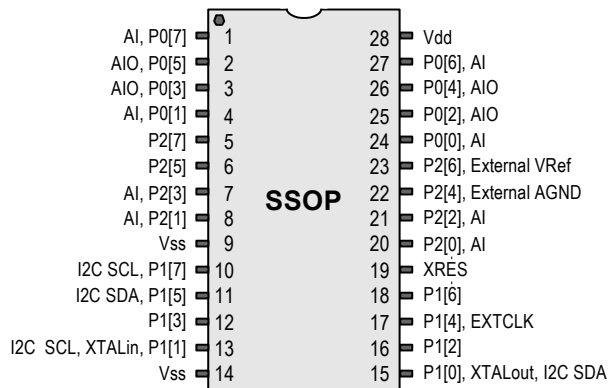 AI, P0[7] 1 28 Vdd
AIO, P0[5] 2 27 P0[6], AI
AIO, P0[3] 3 26 P0[4], AIO
AI, P0[1] 4 25 P0[2], AIO
P2[7] 5 24 P0[0], AI
P2[5] 6 23 P2[6], External VRef
AI, P2[3] 7 SSOP 22 P2[4], External AGND
AI, P2[1] 8 21 P2[2], AI
Vss 9 20 P2[0], AI
I2C SCL, P1[7] 10 19 XRES
I2C SDA, P1[5] 11 18 P1[6]
P1[3] 12 17 P1[4], EXTCLK
I2C SCL, XTALin, P1[1] 13 16 P1[2]
Vss 14 15 P1[0], XTALout, I2C SDA